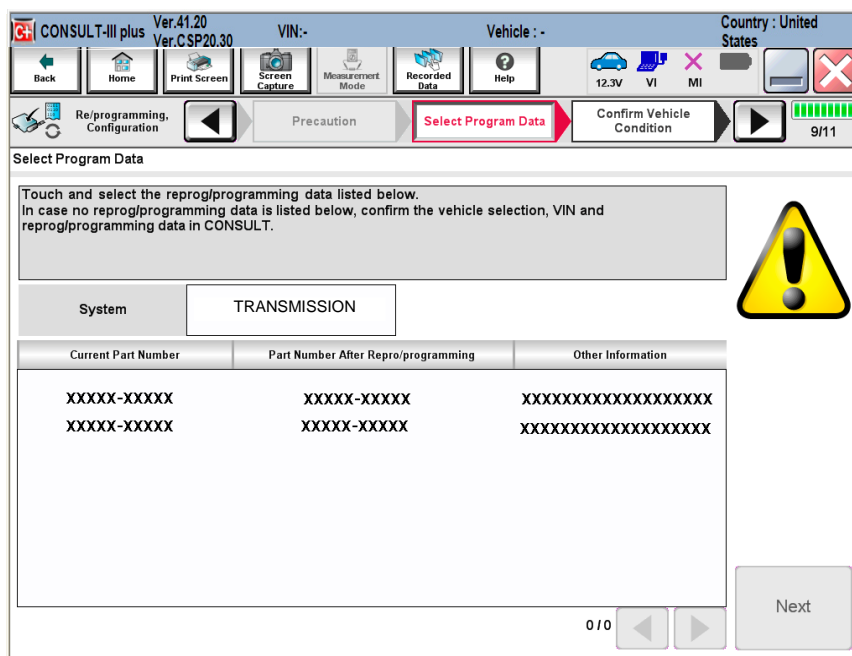 C+ CONSULT-III plus Ver.41.20
Ver.CSP20.30
VIN:-
Vehicle : -
Country : United
States
Back
Home
Print Screen
Screen
Capture
Measurement
Mode
Recorded
Data
Help
12.3V
VI
MI
Re/programming,
Configuration
Precaution
Select Program Data
Confirm Vehicle
Condition
9/11
Select Program Data
Touch and select the reprog/programming data listed below.
In case no reprog/programming data is listed below, confirm the vehicle selection, VIN and
reprog/programming data in CONSULT.
System
TRANSMISSION
Current Part Number
Part Number After Repro/programming
Other Information
XXXXX-XXXXX XXXXX-XXXXX XXXXXXXXXXXXXXXXXXX
XXXXX-XXXXX XXXXX-XXXXX XXXXXXXXXXXXXXXXXXX
Next
0/0